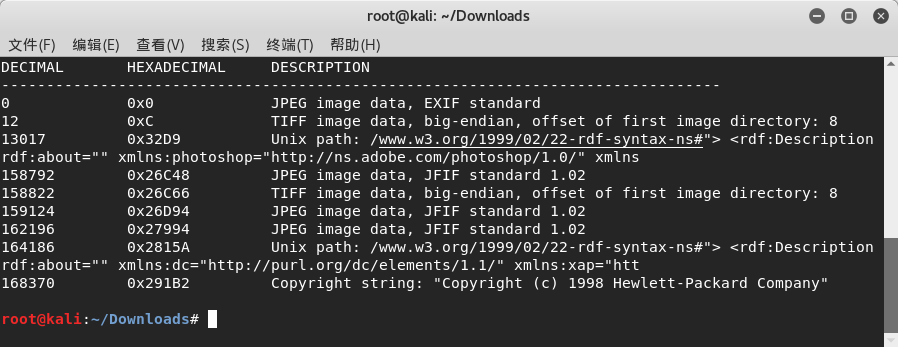 root@kali: ~/Downloads
文件(F) 编辑(E) 查看(V) 搜索(S) 终端(T) 帮助(H)
DECIMAL       HEXADECIMAL     DESCRIPTION
--------------------------------------------------------------------------------
0             0x0             JPEG image data, EXIF standard
12            0xC             TIFF image data, big-endian, offset of first image directory: 8
13017         0x32D9          Unix path: /www.w3.org/1999/02/22-rdf-syntax-ns#"> <rdf:Description
rdf:about="" xmlns:photoshop="http://ns.adobe.com/photoshop/1.0/" xmlns
158792        0x26C48         JPEG image data, JFIF standard 1.02
158822        0x26C66         TIFF image data, big-endian, offset of first image directory: 8
159124        0x26D94         JPEG image data, JFIF standard 1.02
162196        0x27994         JPEG image data, JFIF standard 1.02
164186        0x2815A         Unix path: /www.w3.org/1999/02/22-rdf-syntax-ns#"> <rdf:Description
rdf:about="" xmlns:dc="http://purl.org/dc/elements/1.1/" xmlns:xap="htt
168370        0x291B2         Copyright string: "Copyright (c) 1998 Hewlett-Packard Company"
root@kali:~/Downloads#